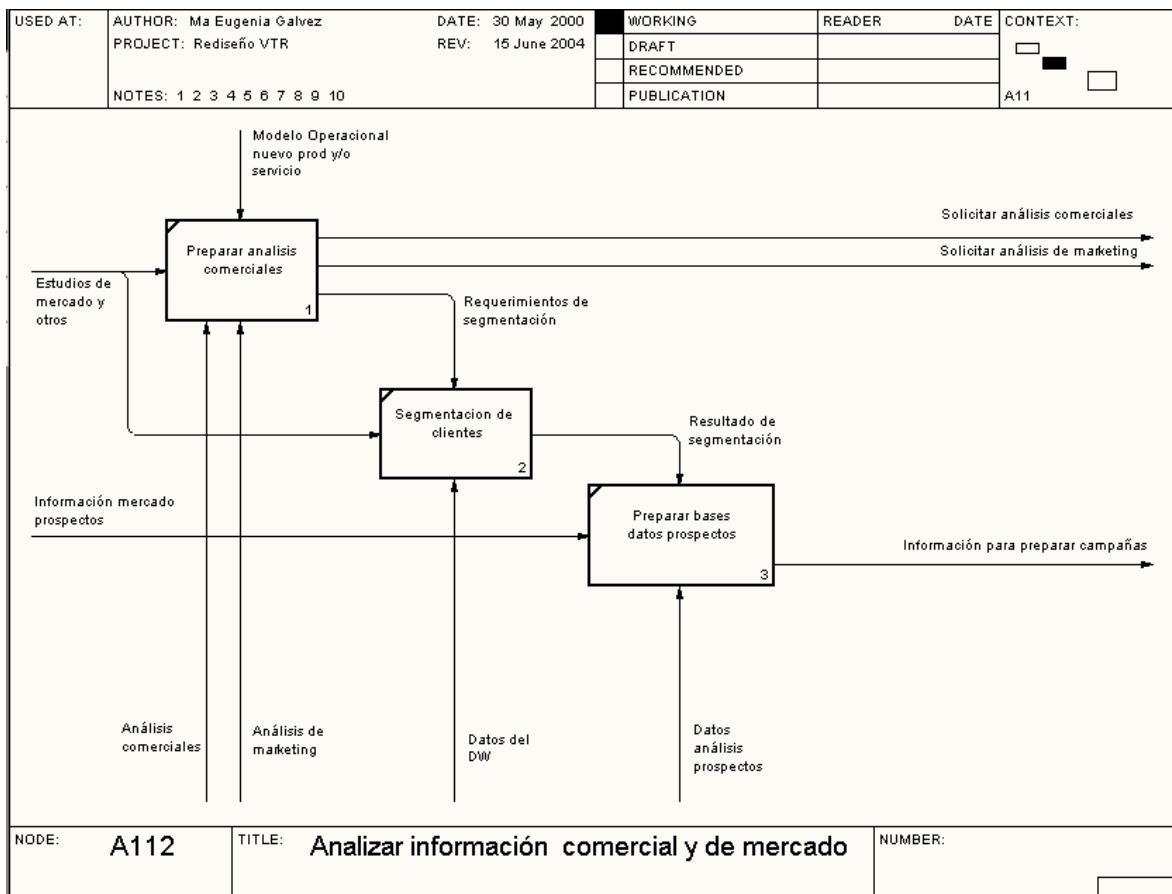 USED AT:
AUTHOR: Ma Eugenia Galvez
DATE: 30 May 2000
PROJECT: Rediseño VTR
REV: 15 June 2004
NOTES: 1 2 3 4 5 6 7 8 9 10
WORKING
DRAFT
RECOMMENDED
PUBLICATION
READER
DATE
CONTEXT:
A11
Modelo Operacional
nuevo prod y/o
servicio
Solicitar análisis comerciales
Preparar analisis
comerciales
1
Solicitar análisis de marketing
Estudios de
mercado y
otros
Requerimientos de
segmentación
Segmentacion de
clientes
2
Resultado de
segmentación
Información mercado
prospectos
Preparar bases
datos prospectos
3
Información para preparar campañas
Análisis
comerciales
Análisis de
marketing
Datos del
DW
Datos
análisis
prospectos
NODE:
A112
TITLE:
Analizar información comercial y de mercado
NUMBER: